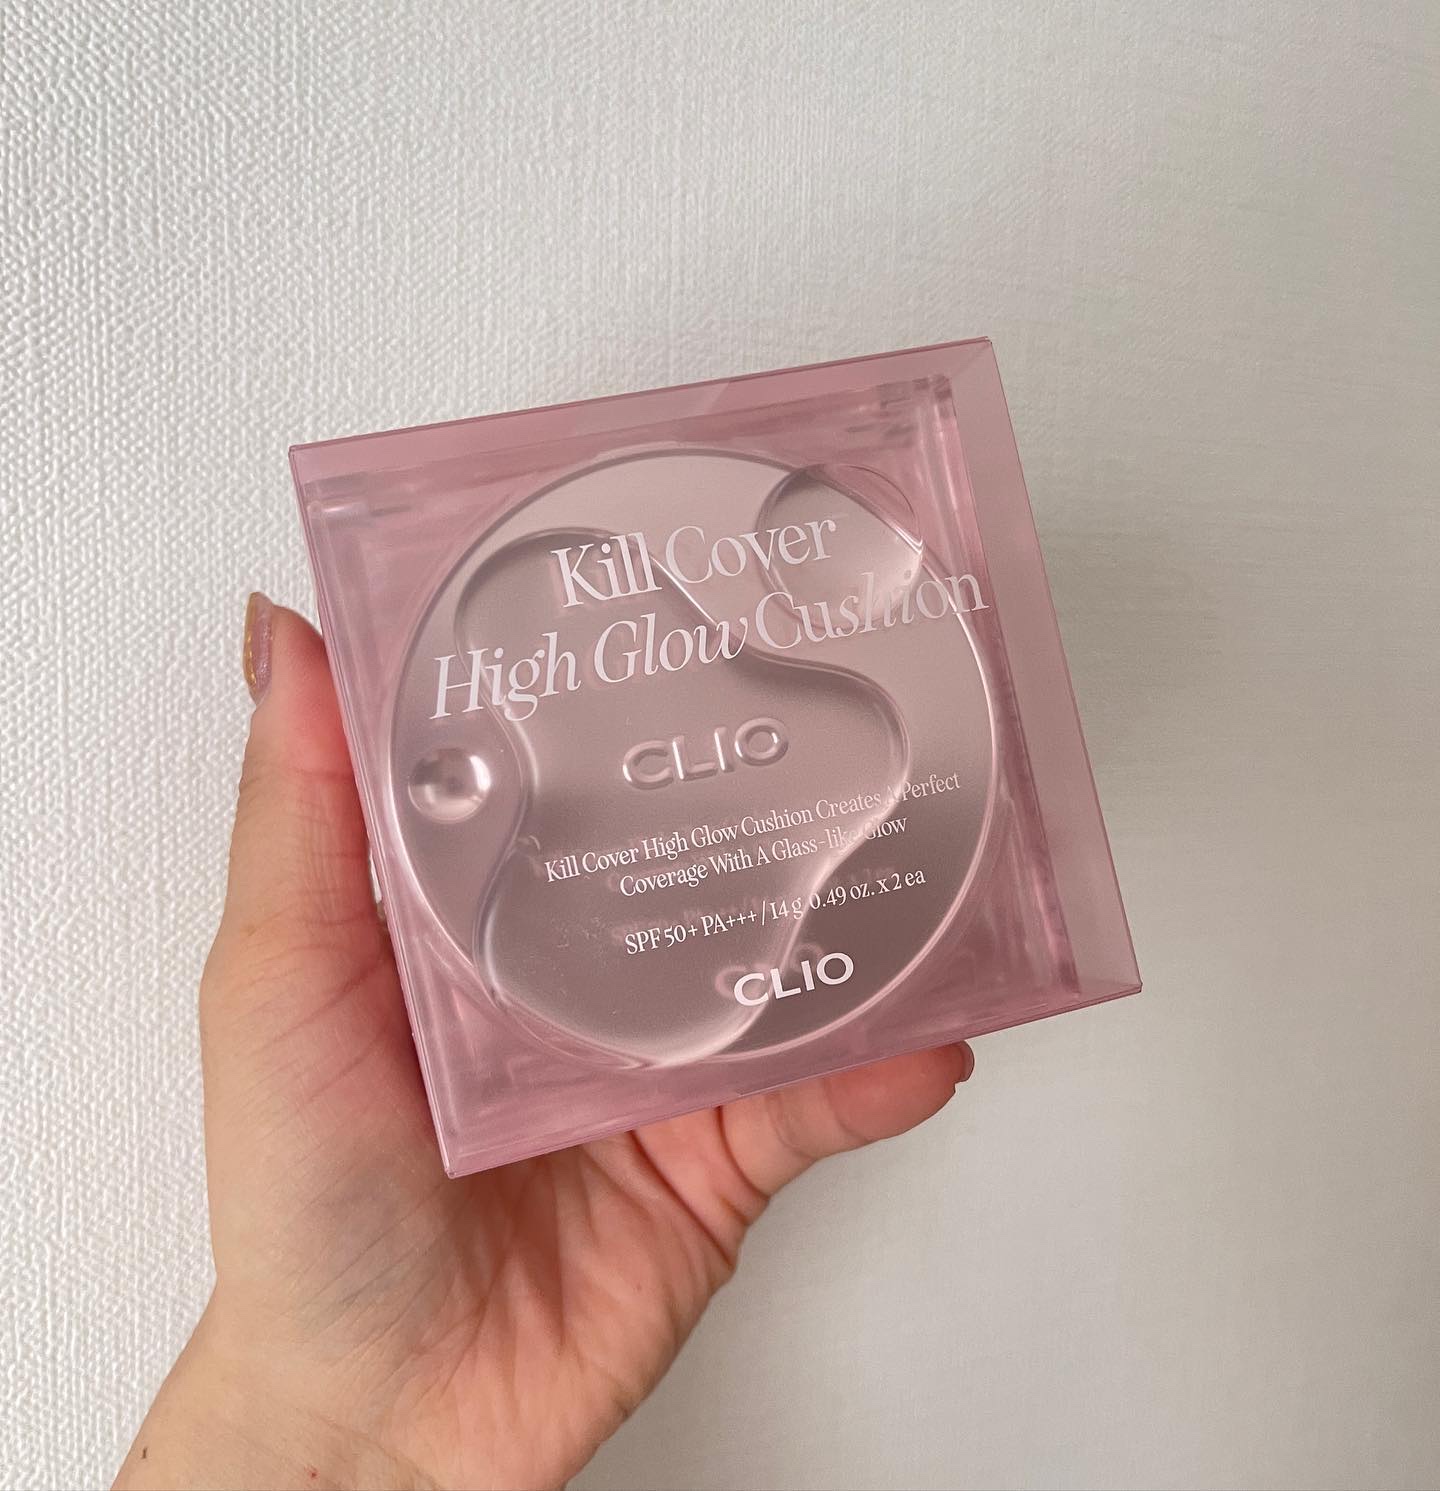 Kill Cover
High Glow Cushion
CLIO
Kill Cover High Glow Cushion Creates A Perfect
Coverage With A Glass-like Glow
SPF 50+ PA+++ / 14 g 0.49 oz. x 2 ea
CLIO